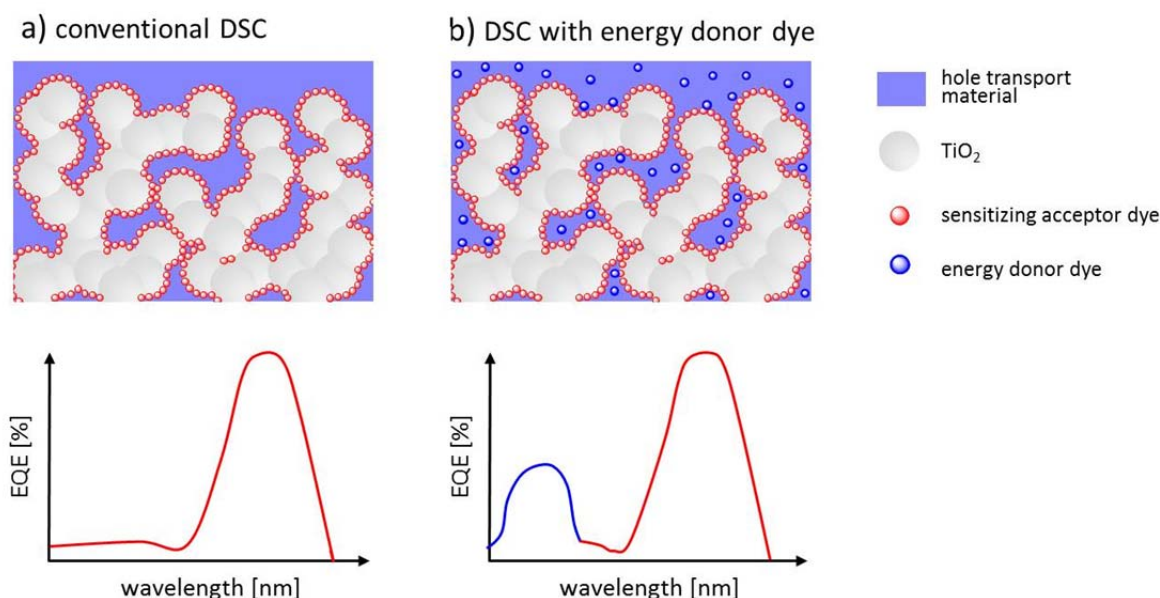 a) conventional DSC
b) DSC with energy donor dye
hole transport
material
TiO₂
sensitizing acceptor dye
energy donor dye
EQE [%]
wavelength [nm]
EQE [%]
wavelength [nm]